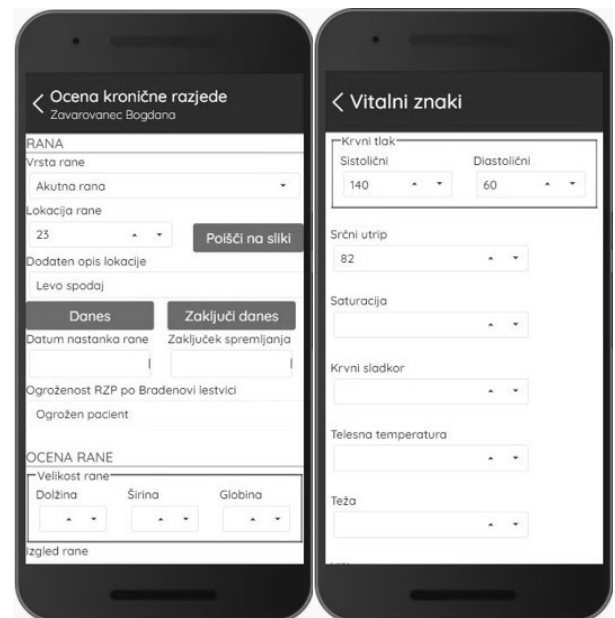 Ocena kronične razjede
Zavarovanec Bogdana
RANA
Vrsta rane
Akutna rana
Lokacija rane
23
Poišči na sliki
Dodaten opis lokacije
Levo spodaj
Danes
Zaključi danes
Datum nastanka rane
Zaključek spremljanja
Ogroženost RZP po Bradenovi lestvici
Ogrožen pacient
OCENA RANE
Velikost rane
Dolžina
Širina
Globina
Izgled rane
Vitalni znaki
Krvni tlak
Sistolični
Diastolični
140
60
Srčni utrip
82
Saturacija
Krvni sladkor
Telesna temperatura
Teža